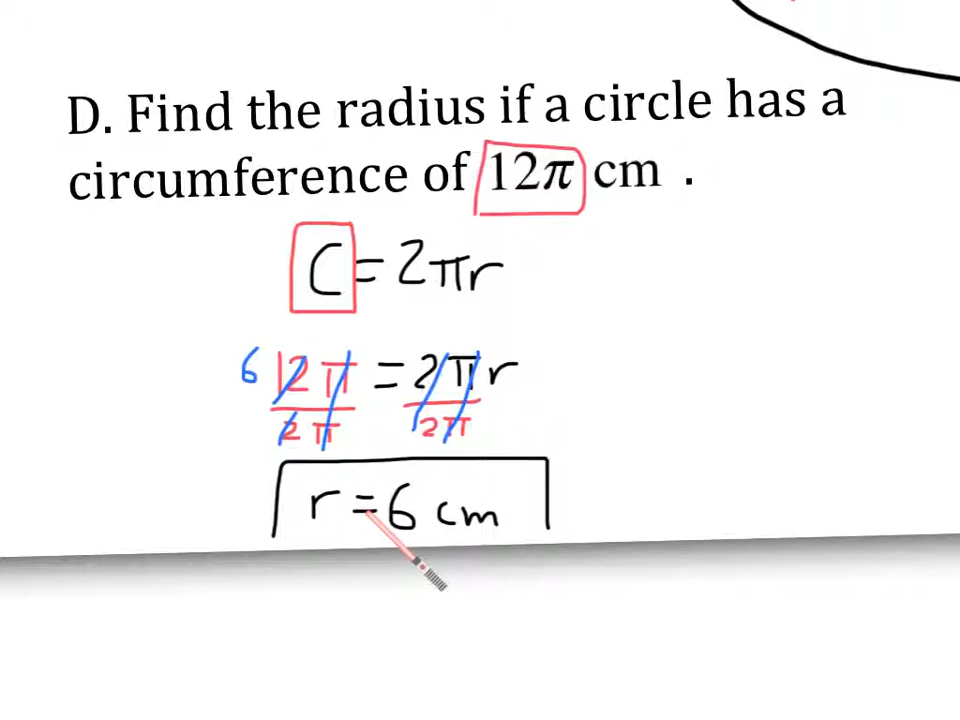 D. Find the radius if a circle has a
circumference of 12π cm .
C = 2πr
6 12π = 2πr
2π 2π
r = 6 cm